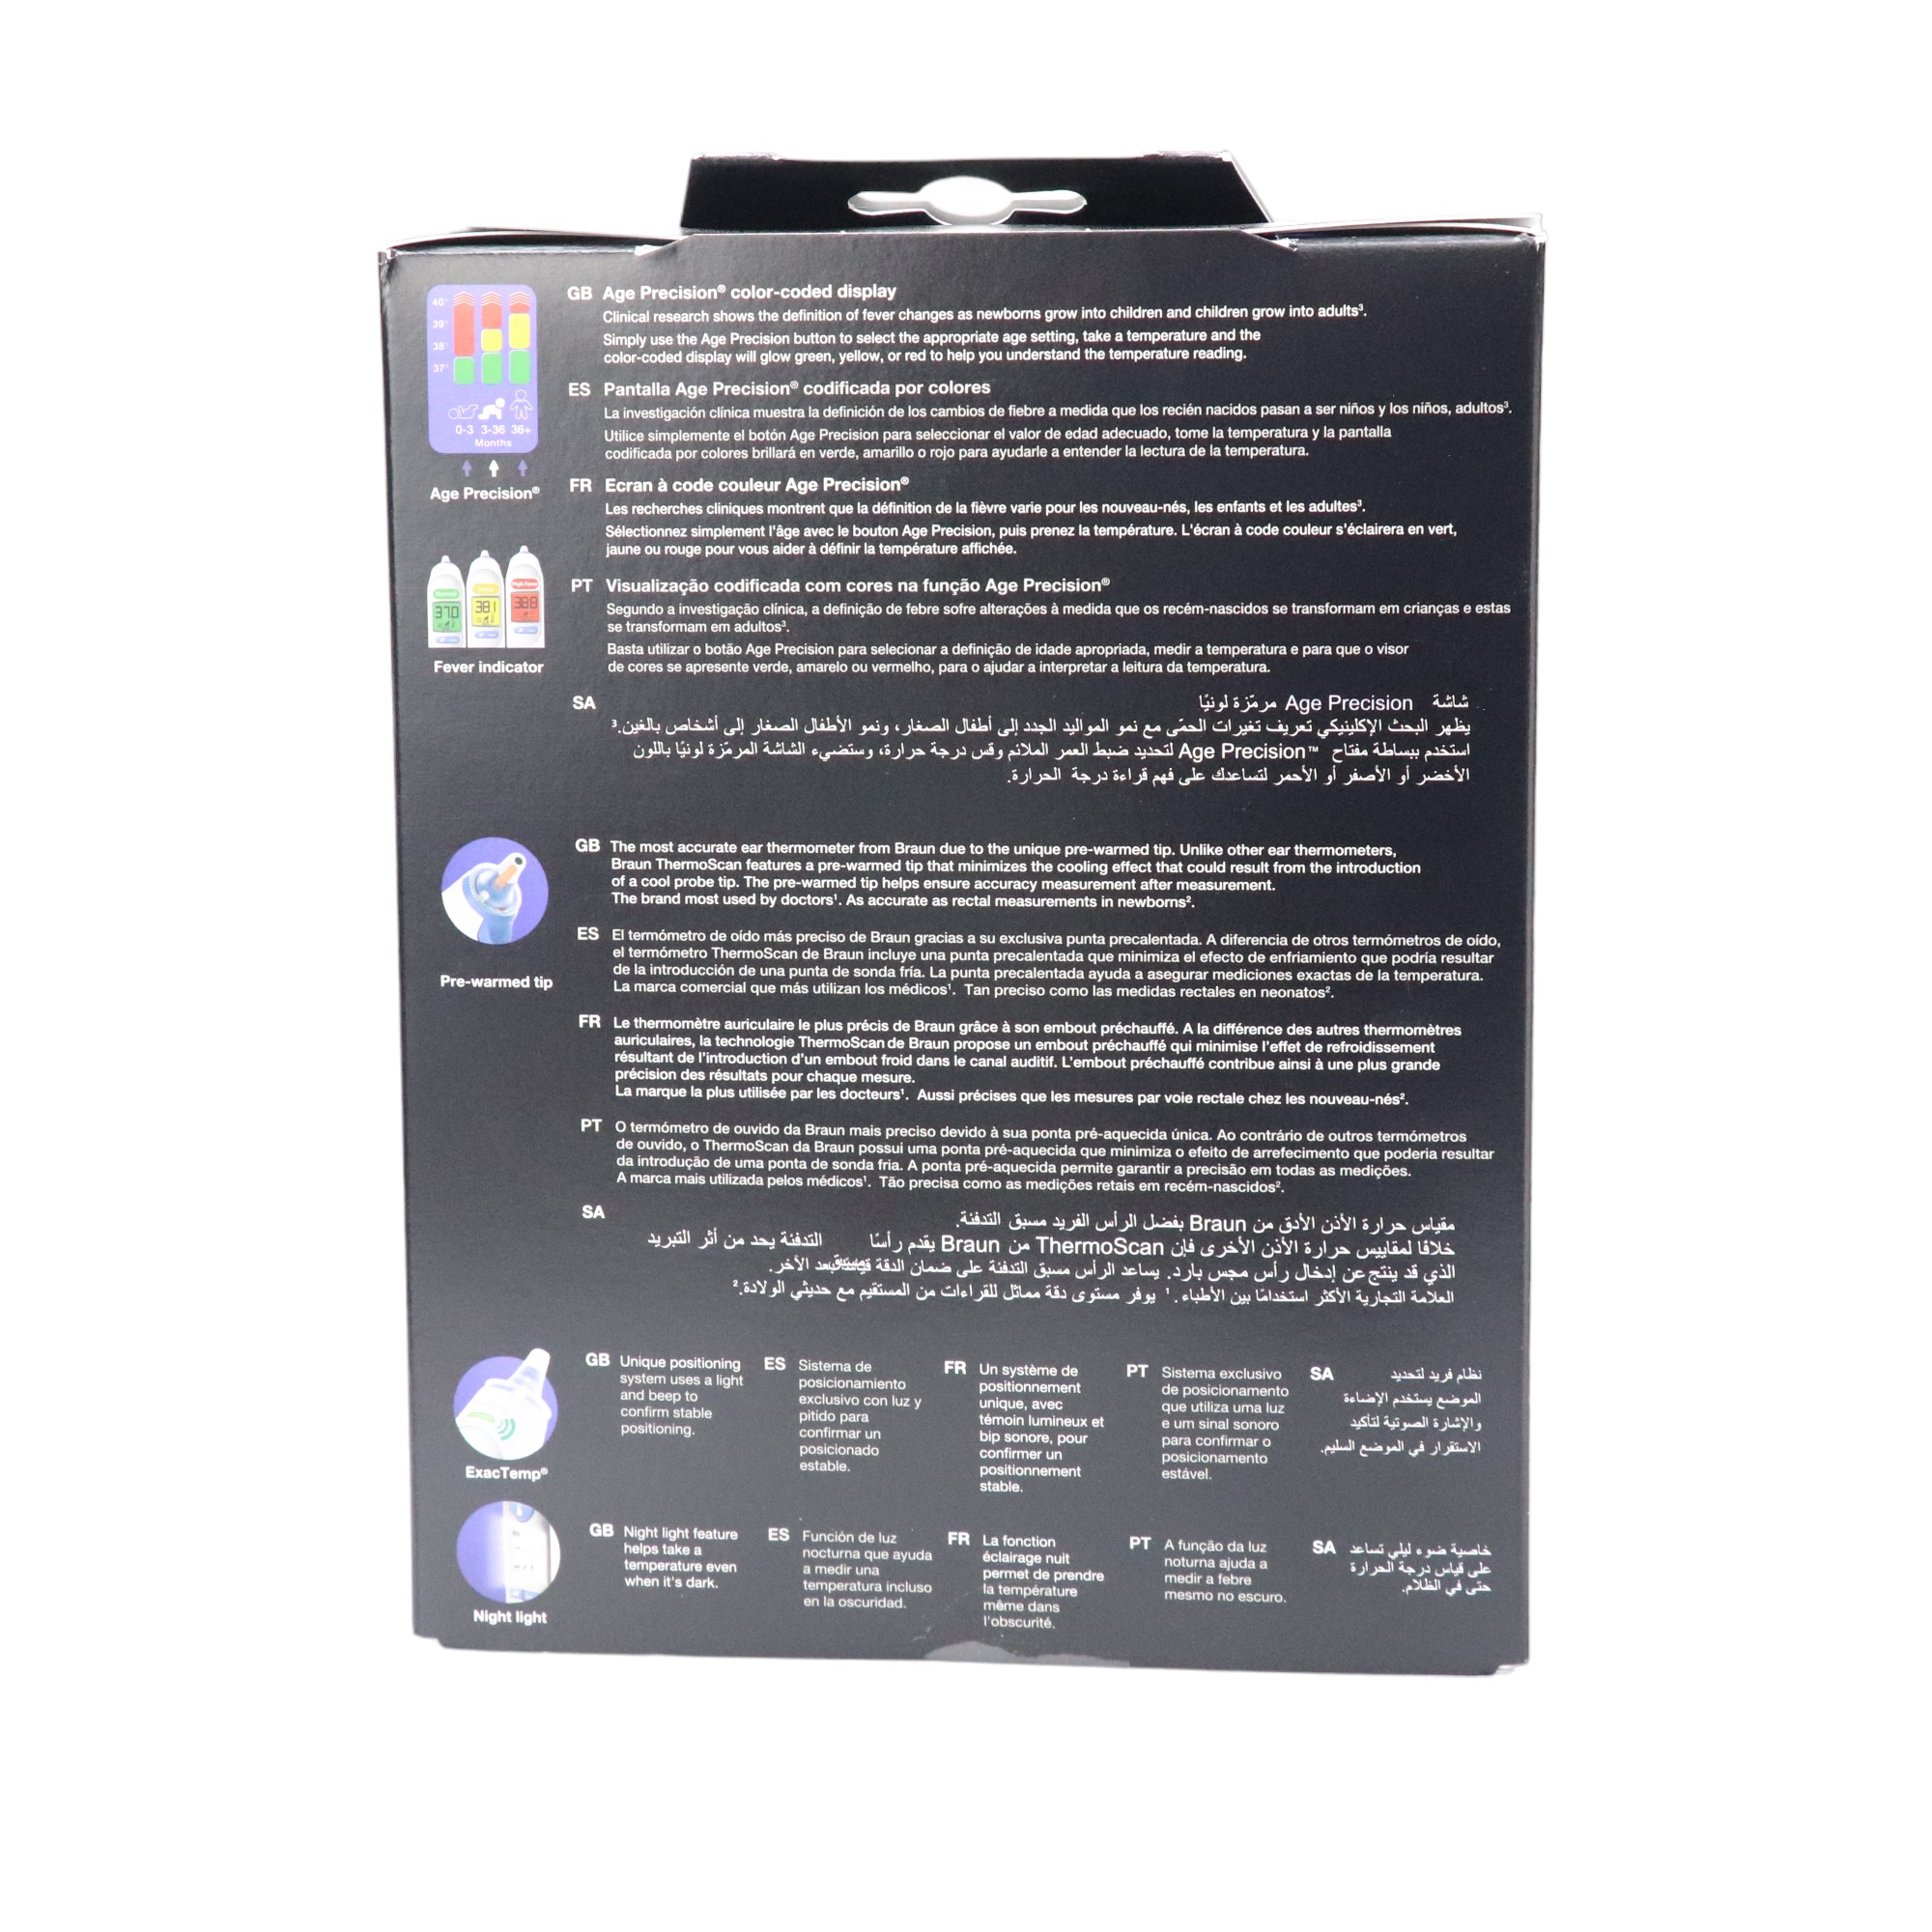 GB Age Precision® color-coded display
Clinical research shows the definition of fever changes as newborns grow into children and children grow into adults³.
Simply use the Age Precision button to select the appropriate age setting, take a temperature and the
color-coded display will glow green, yellow, or red to help you understand the temperature reading.
40°
39°
38°
37°
0-3 3-36 36+
Months
Age Precision®
ES Pantalla Age Precision® codificada por colores
La investigación clínica muestra la definición de los cambios de fiebre a medida que los recién nacidos pasan a ser niños y los niños, adultos³.
Utilice simplemente el botón Age Precision para seleccionar el valor de edad adecuado, tome la temperatura y la pantalla
codificada por colores brillará en verde, amarillo o rojo para ayudarle a entender la lectura de la temperatura.
FR Ecran à code couleur Age Precision®
Les recherches cliniques montrent que la définition de la fièvre varie pour les nouveau-nés, les enfants et les adultes³.
Sélectionnez simplement l'âge avec le bouton Age Precision, puis prenez la température. L'écran à code couleur s'éclairera en vert,
jaune ou rouge pour vous aider à définir la température affichée.
37.0
38.1
High Fever
38.8
Fever indicator
PT Visualização codificada com cores na função Age Precision®
Segundo a investigação clínica, a definição de febre sofre alterações à medida que os recém-nascidos se transformam em crianças e estas
se transformam em adultos³.
Basta utilizar o botão Age Precision para selecionar a definição de idade apropriada, medir a temperatura e para que o visor
de cores se apresente verde, amarelo ou vermelho, para o ajudar a interpretar a leitura da temperatura.
SA شاشة Age Precision مرمّزة لونيًا
يظهر البحث الإكلينيكي تعريف تغيرات الحمّى مع نمو المواليد الجدد إلى أطفال الصغار، ونمو الأطفال الصغار إلى أشخاص بالغين.³
استخدم ببساطة مفتاح Age Precision™ لتحديد ضبط العمر الملائم وقس درجة حرارة، وستضيء الشاشة المرمّزة لونيًا باللون
الأخضر أو الأصفر أو الأحمر لتساعدك على فهم قراءة درجة الحرارة.
Pre-warmed tip
GB The most accurate ear thermometer from Braun due to the unique pre-warmed tip. Unlike other ear thermometers,
Braun ThermoScan features a pre-warmed tip that minimizes the cooling effect that could result from the introduction
of a cool probe tip. The pre-warmed tip helps ensure accuracy measurement after measurement.
The brand most used by doctors¹. As accurate as rectal measurements in newborns².
ES El termómetro de oído más preciso de Braun gracias a su exclusiva punta precalentada. A diferencia de otros termómetros de oído,
el termómetro ThermoScan de Braun incluye una punta precalentada que minimiza el efecto de enfriamiento que podría resultar
de la introducción de una punta de sonda fría. La punta precalentada ayuda a asegurar mediciones exactas de la temperatura.
La marca comercial que más utilizan los médicos¹. Tan preciso como las medidas rectales en neonatos².
FR Le thermomètre auriculaire le plus précis de Braun grâce à son embout préchauffé. A la différence des autres thermomètres
auriculaires, la technologie ThermoScan de Braun propose un embout préchauffé qui minimise l'effet de refroidissement
résultant de l'introduction d'un embout froid dans le canal auditif. L'embout préchauffé contribue ainsi à une plus grande
précision des résultats pour chaque mesure.
La marque la plus utilisée par les docteurs¹. Aussi précises que les mesures par voie rectale chez les nouveau-nés².
PT O termómetro de ouvido da Braun mais preciso devido à sua ponta pré-aquecida única. Ao contrário de outros termómetros
de ouvido, o ThermoScan da Braun possui uma ponta pré-aquecida que minimiza o efeito de arrefecimento que poderia resultar
da introdução de uma ponta de sonda fria. A ponta pré-aquecida permite garantir a precisão em todas as medições.
A marca mais utilizada pelos médicos¹. Tão precisa como as medições retais em recém-nascidos².
SA مقياس حرارة الأذن الأدق من Braun بفضل الرأس الفريد مسبق التدفئة.
خلافا لمقاييس حرارة الأذن الأخرى فإن ThermoScan من Braun يقدم رأسًا التدفئة يحد من أثر التبريد
الذي قد ينتج عن إدخال رأس مجس بارد. يساعد الرأس مسبق التدفئة على ضمان الدقة الآخر.
العلامة التجارية الأكثر استخدامًا بين الأطباء.¹ يوفر مستوى دقة مماثل للقراءات من المستقيم مع حديثي الولادة.²
ExacTemp®
GB Unique positioning
system uses a light
and beep to
confirm stable
positioning.
ES Sistema de
posicionamiento
exclusivo con luz y
pitido para
confirmar un
posicionado
estable.
FR Un système de
positionnement
unique, avec
témoin lumineux et
bip sonore, pour
confirmer un
positionnement
stable.
PT Sistema exclusivo
de posicionamento
que utiliza uma luz
e um sinal sonoro
para confirmar o
posicionamento
estável.
SA نظام فريد لتحديد
الموضع يستخدم الإضاءة
والإشارة الصوتية لتأكيد
الاستقرار في الموضع السليم.
Night light
GB Night light feature
helps take a
temperature even
when it's dark.
ES Función de luz
nocturna que ayuda
a medir una
temperatura incluso
en la oscuridad.
FR La fonction
éclairage nuit
permet de prendre
la température
même dans
l'obscurité.
PT A função da luz
noturna ajuda a
medir a febre
mesmo no escuro.
SA خاصية ضوء ليلي تساعد
على قياس درجة الحرارة
حتى في الظلام.